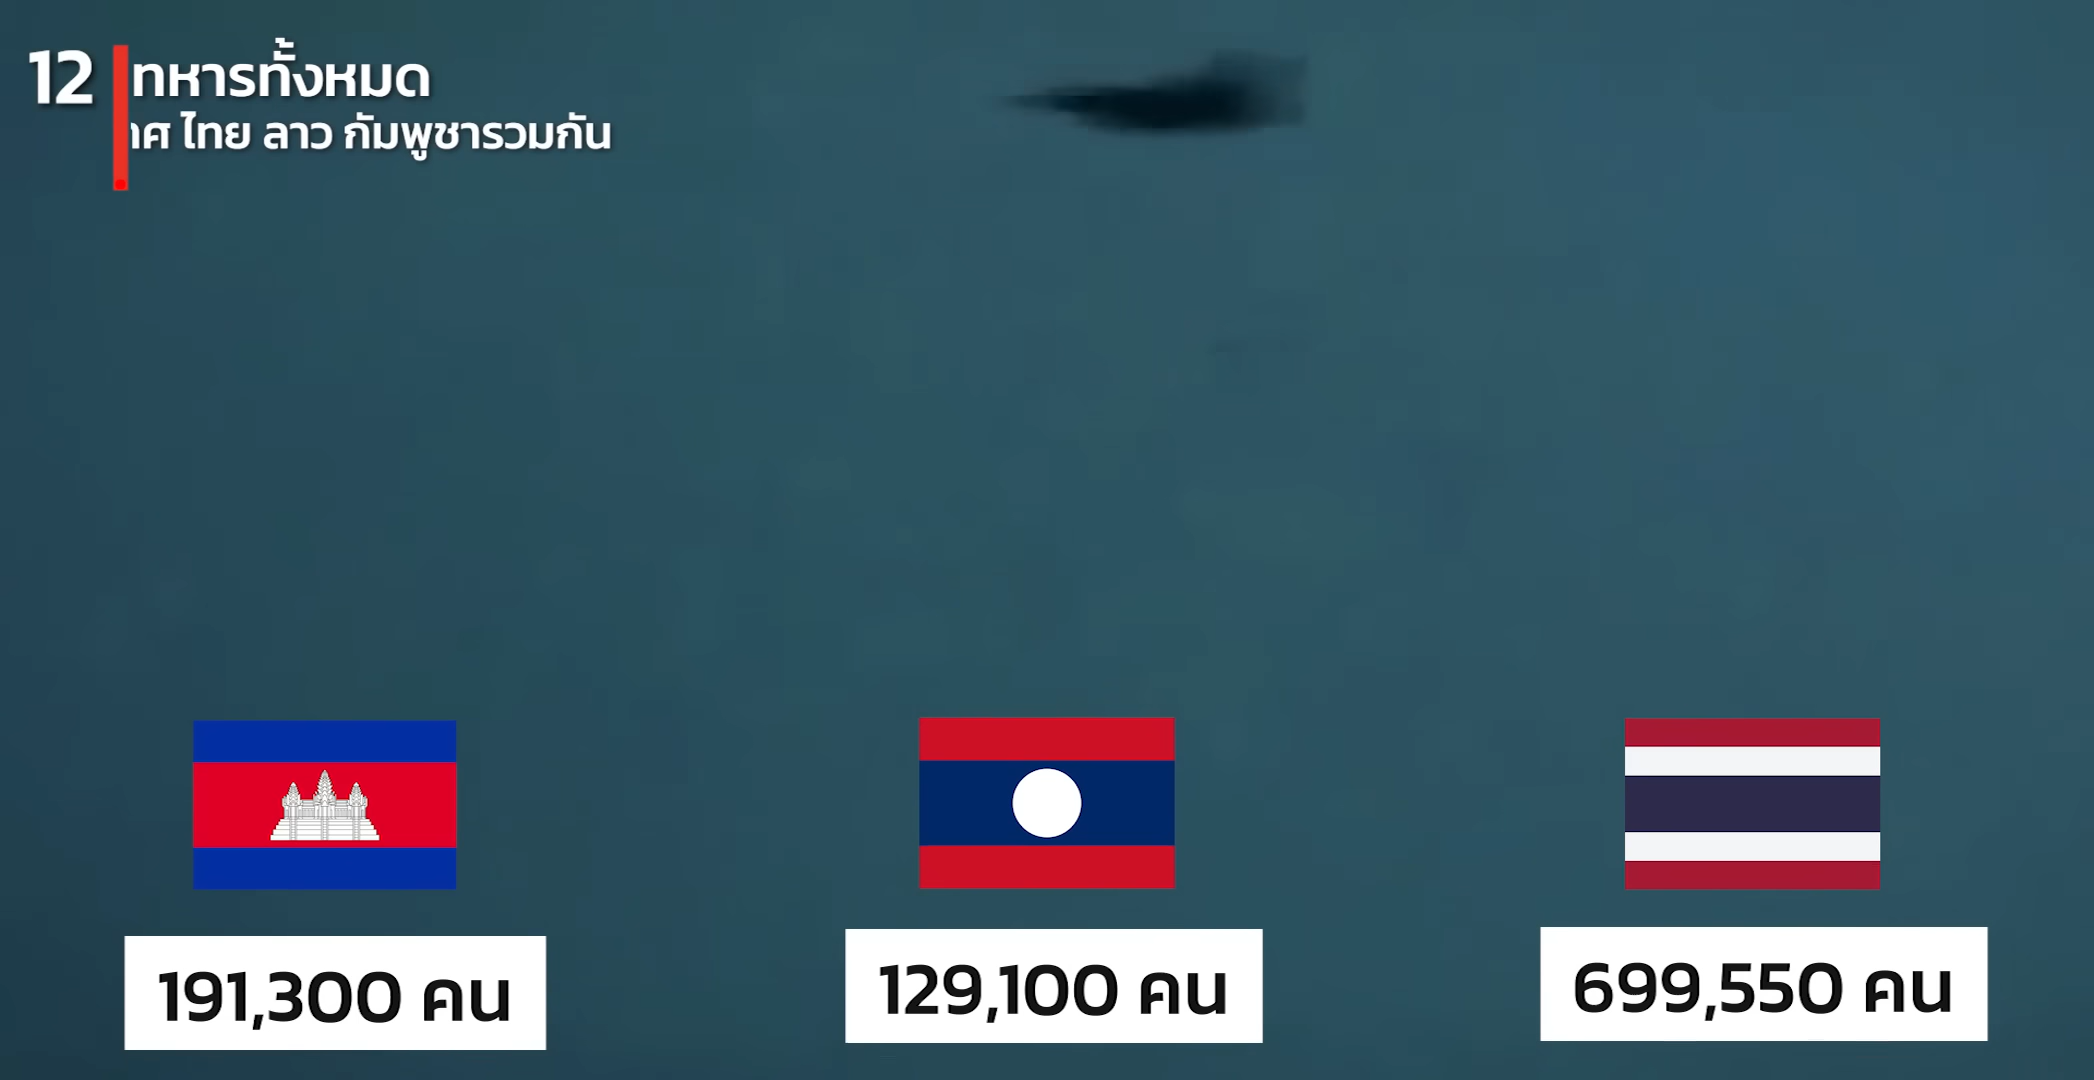 12
ทหารทั้งหมด
ไทย ลาว กัมพูชารวมกัน
191,300 คน
129,100 คน
699,550 คน